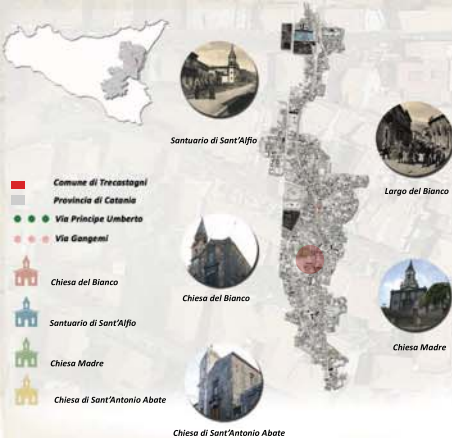 Santuario di Sant'Alfio
Largo del Bianco
Comune di Trecastagni
Provincia di Catania
Via Principe Umberto
Via Gangemi
Chiesa del Bianco
Chiesa del Bianco
Santuario di Sant'Alfio
Chiesa Madre
Chiesa Madre
Chiesa di Sant'Antonio Abate
Chiesa di Sant'Antonio Abate